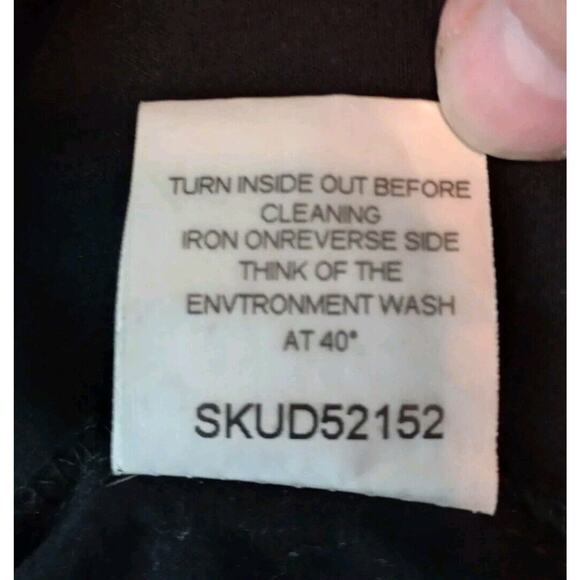 TURN INSIDE OUT BEFORE
CLEANING
IRON ONREVERSE SIDE
THINK OF THE
ENVTRONMENT WASH
AT 40°
SKUD52152